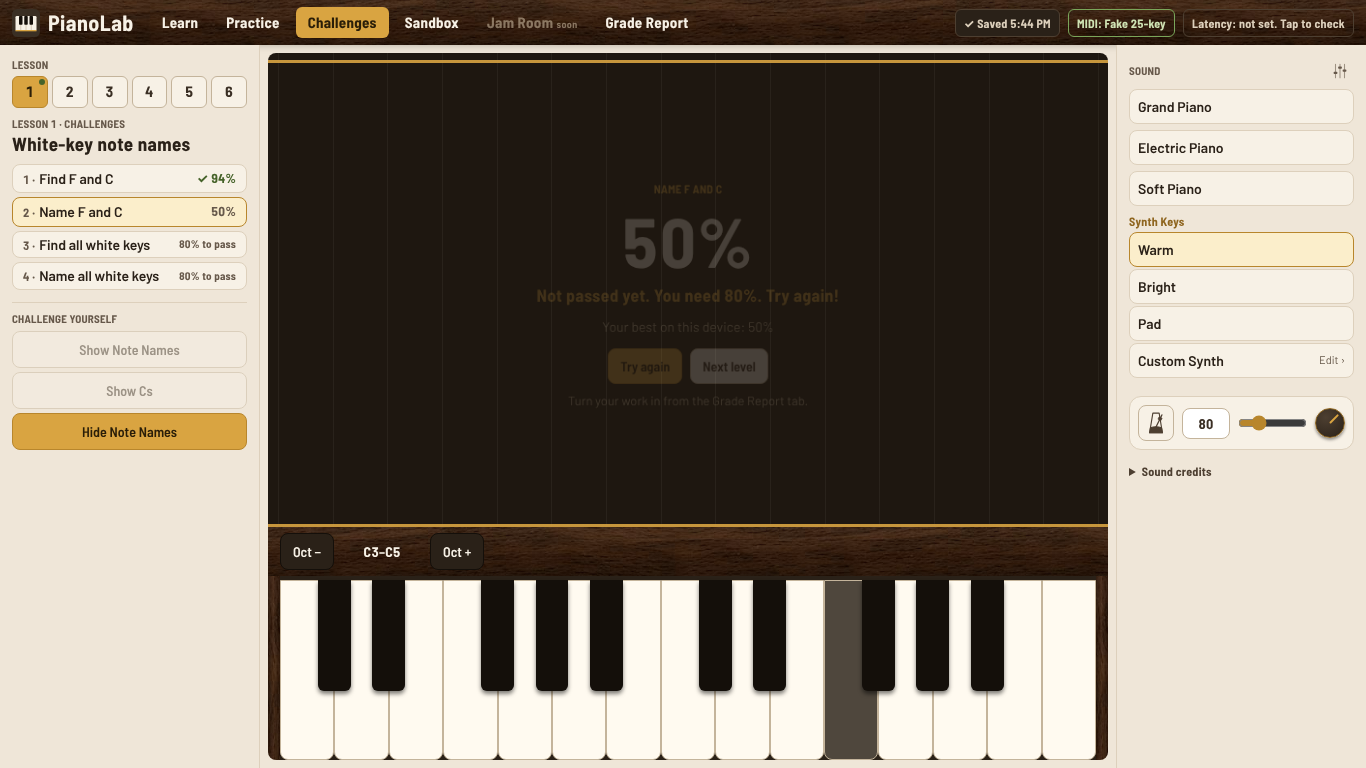 PianoLab
Learn
Practice
Challenges
Sandbox
Jam Room soon
Grade Report
✓ Saved 5:44 PM
MIDI: Fake 25-key
Latency: not set. Tap to check
LESSON
1
2
3
4
5
6
LESSON 1 · CHALLENGES
White-key note names
1 · Find F and C ✓ 94%
2 · Name F and C 50%
3 · Find all white keys 80% to pass
4 · Name all white keys 80% to pass
CHALLENGE YOURSELF
Show Note Names
Show Cs
Hide Note Names
NAME F AND C
50%
Not passed yet. You need 80%. Try again!
Your best on this device: 50%
Try again
Next level
Turn your work in from the Grade Report tab.
Oct −
C3–C5
Oct +
SOUND
Grand Piano
Electric Piano
Soft Piano
Synth Keys
Warm
Bright
Pad
Custom Synth Edit ›
80
▶ Sound credits